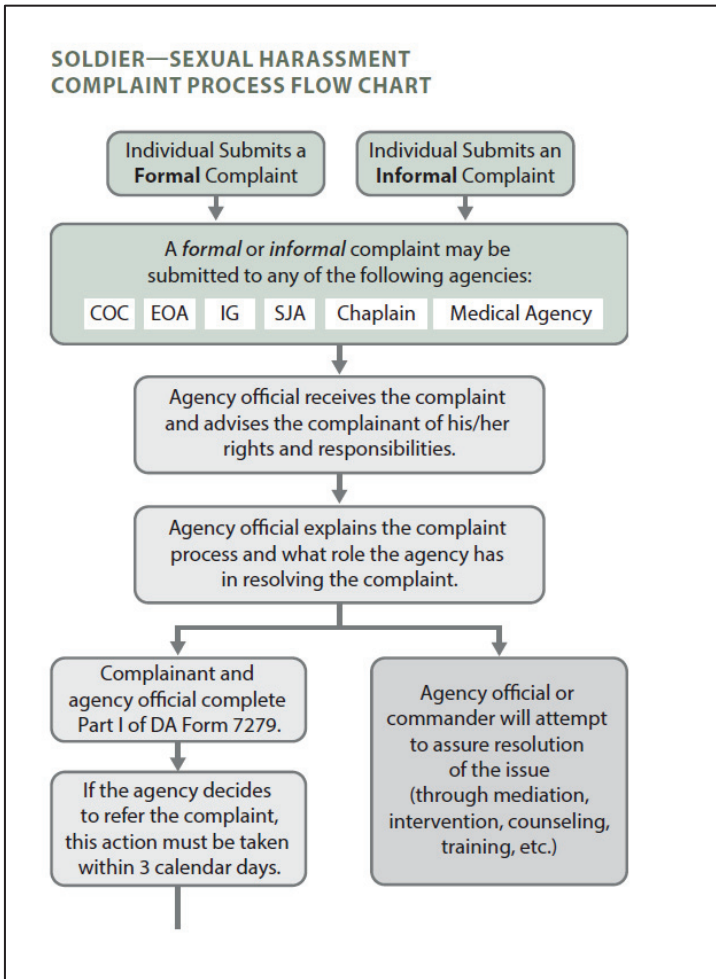 SOLDIER—SEXUAL HARASSMENT
COMPLAINT PROCESS FLOW CHART
Individual Submits a
Formal Complaint
Individual Submits an
Informal Complaint
A formal or informal complaint may be
submitted to any of the following agencies:
COC EOA IG SJA Chaplain Medical Agency
Agency official receives the complaint
and advises the complainant of his/her
rights and responsibilities.
Agency official explains the complaint
process and what role the agency has
in resolving the complaint.
Complainant and
agency official complete
Part I of DA Form 7279.
If the agency decides
to refer the complaint,
this action must be taken
within 3 calendar days.
Agency official or
commander will attempt
to assure resolution
of the issue
(through mediation,
intervention, counseling,
training, etc.)